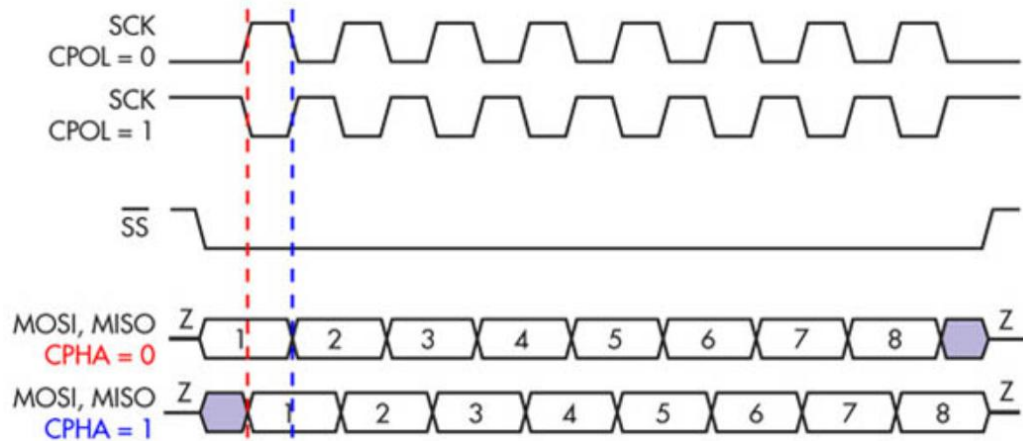 SCK
CPOL = 0
SCK
CPOL = 1
SS
MOSI, MISO Z 1 2 3 4 5 6 7 8 Z
CPHA = 0
MOSI, MISO Z 1 2 3 4 5 6 7 8 Z
CPHA = 1